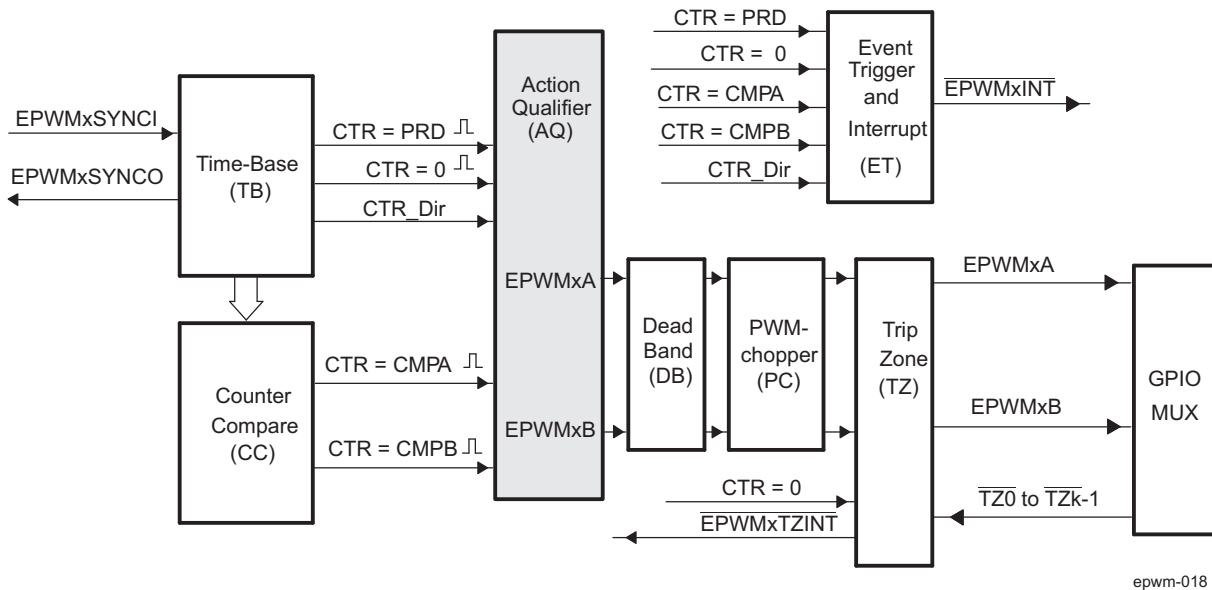 EPWMxSYNCI
EPWMxSYNCO
Time-Base
(TB)
CTR = PRD
CTR = 0
CTR_Dir
Counter
Compare
(CC)
CTR = CMPA
CTR = CMPB
Action
Qualifier
(AQ)
EPWMxA
EPWMxB
CTR = PRD
CTR = 0
CTR = CMPA
CTR = CMPB
CTR_Dir
Event
Trigger
and
Interrupt
(ET)
EPWMxINT
Dead
Band
(DB)
PWM-
chopper
(PC)
Trip
Zone
(TZ)
CTR = 0
EPWMxTZINT
EPWMxA
EPWMxB
TZ0 to TZk-1
GPIO
MUX
epwm-018